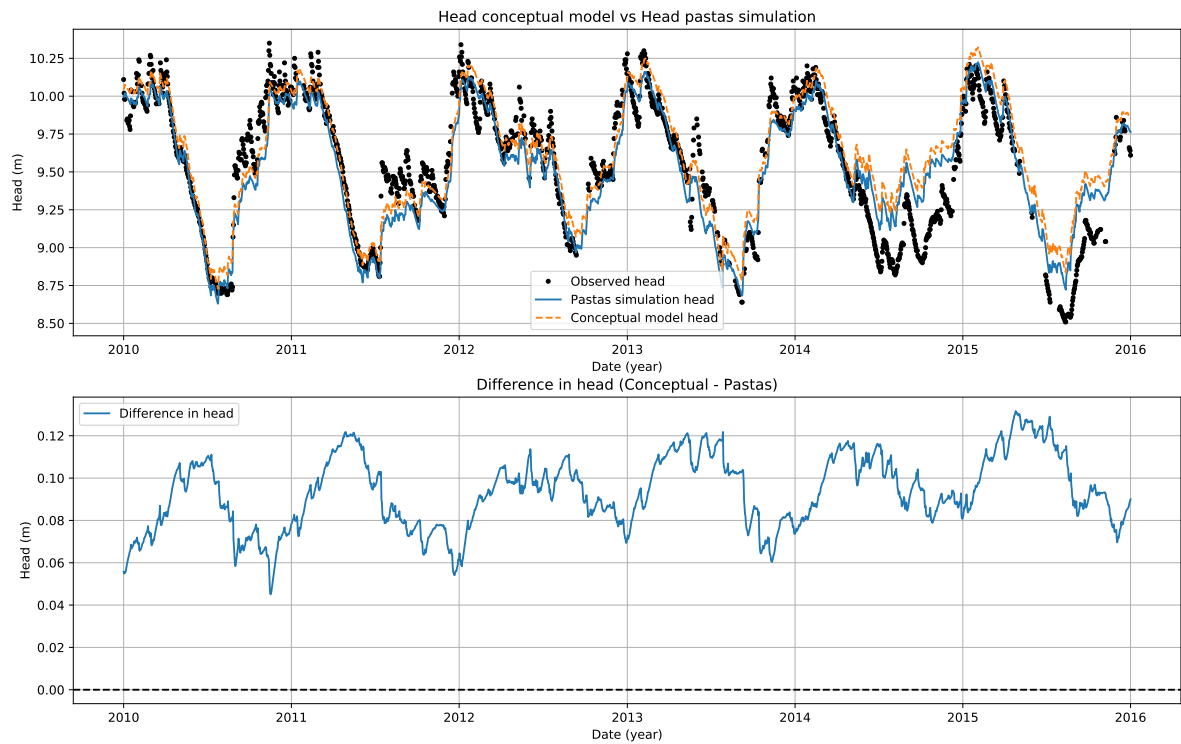 Head conceptual model vs Head pastas simulation
10.25
10.00
9.75
9.50
9.25
9.00
8.75
8.50
Head (m)
Observed head
Pastas simulation head
Conceptual model head
2010 2011 2012 2013 2014 2015 2016
Date (year)
Difference in head (Conceptual - Pastas)
Difference in head
0.12
0.10
0.08
0.06
0.04
0.02
0.00
Head (m)
2010 2011 2012 2013 2014 2015 2016
Date (year)